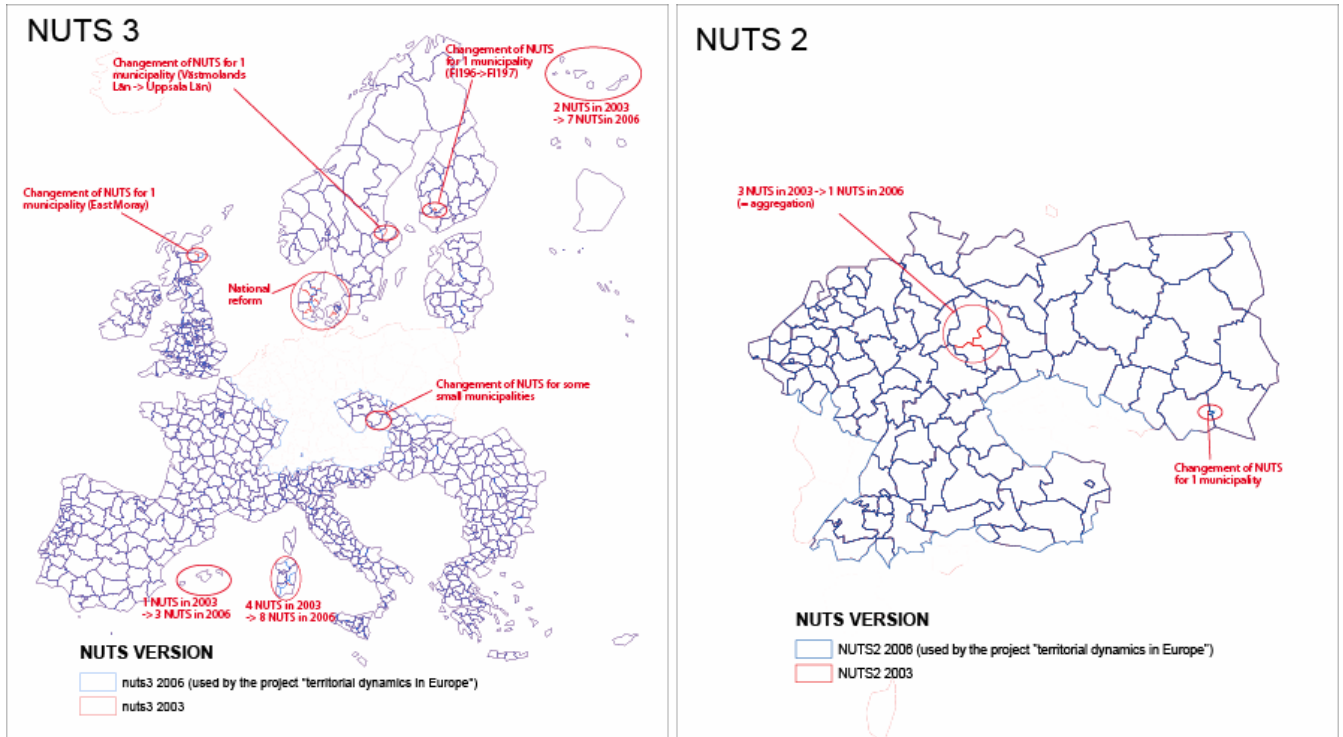 NUTS 3
Changement of NUTS for 1
municipality (Västmolands
Län -> Uppsala Län)
Changement of NUTS
for 1 municipality
(FI196->FI197)
2 NUTS in 2003
-> 7 NUTSin 2006
Changement of NUTS for 1
municipality (East Moray)
National
reform
Changement of NUTS for some
small municipalities
1 NUTS in 2003
-> 3 NUTS in 2006
4 NUTS in 2003
-> 8 NUTS in 2006
NUTS VERSION
nuts3 2006 (used by the project "territorial dynamics in Europe")
nuts3 2003
NUTS 2
3 NUTS in 2003 -> 1 NUTS in 2006
(= aggregation)
Changement of NUTS
for 1 municipality
NUTS VERSION
NUTS2 2006 (used by the project "territorial dynamics in Europe")
NUTS2 2003